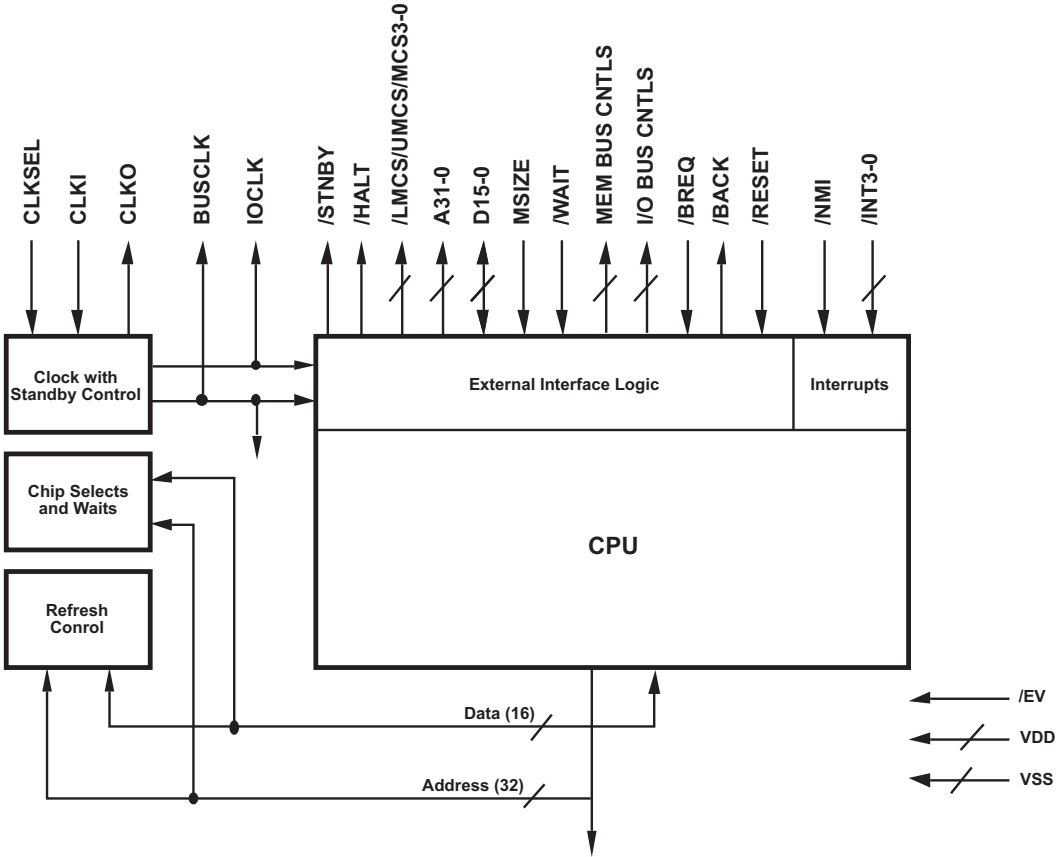 CLKSEL
CLKI
CLKO
BUSCLK
IOCLK
/STNBY
/HALT
/LMCS/UMCS/MCS3-0
A31-0
D15-0
MSIZE
/WAIT
MEM BUS CNTLS
I/O BUS CNTLS
/BREQ
/BACK
/RESET
/NMI
/INT3-0
Clock with
Standby Control
External Interface Logic
Interrupts
Chip Selects
and Waits
CPU
Refresh
Conrol
Data (16)
Address (32)
/EV
VDD
VSS